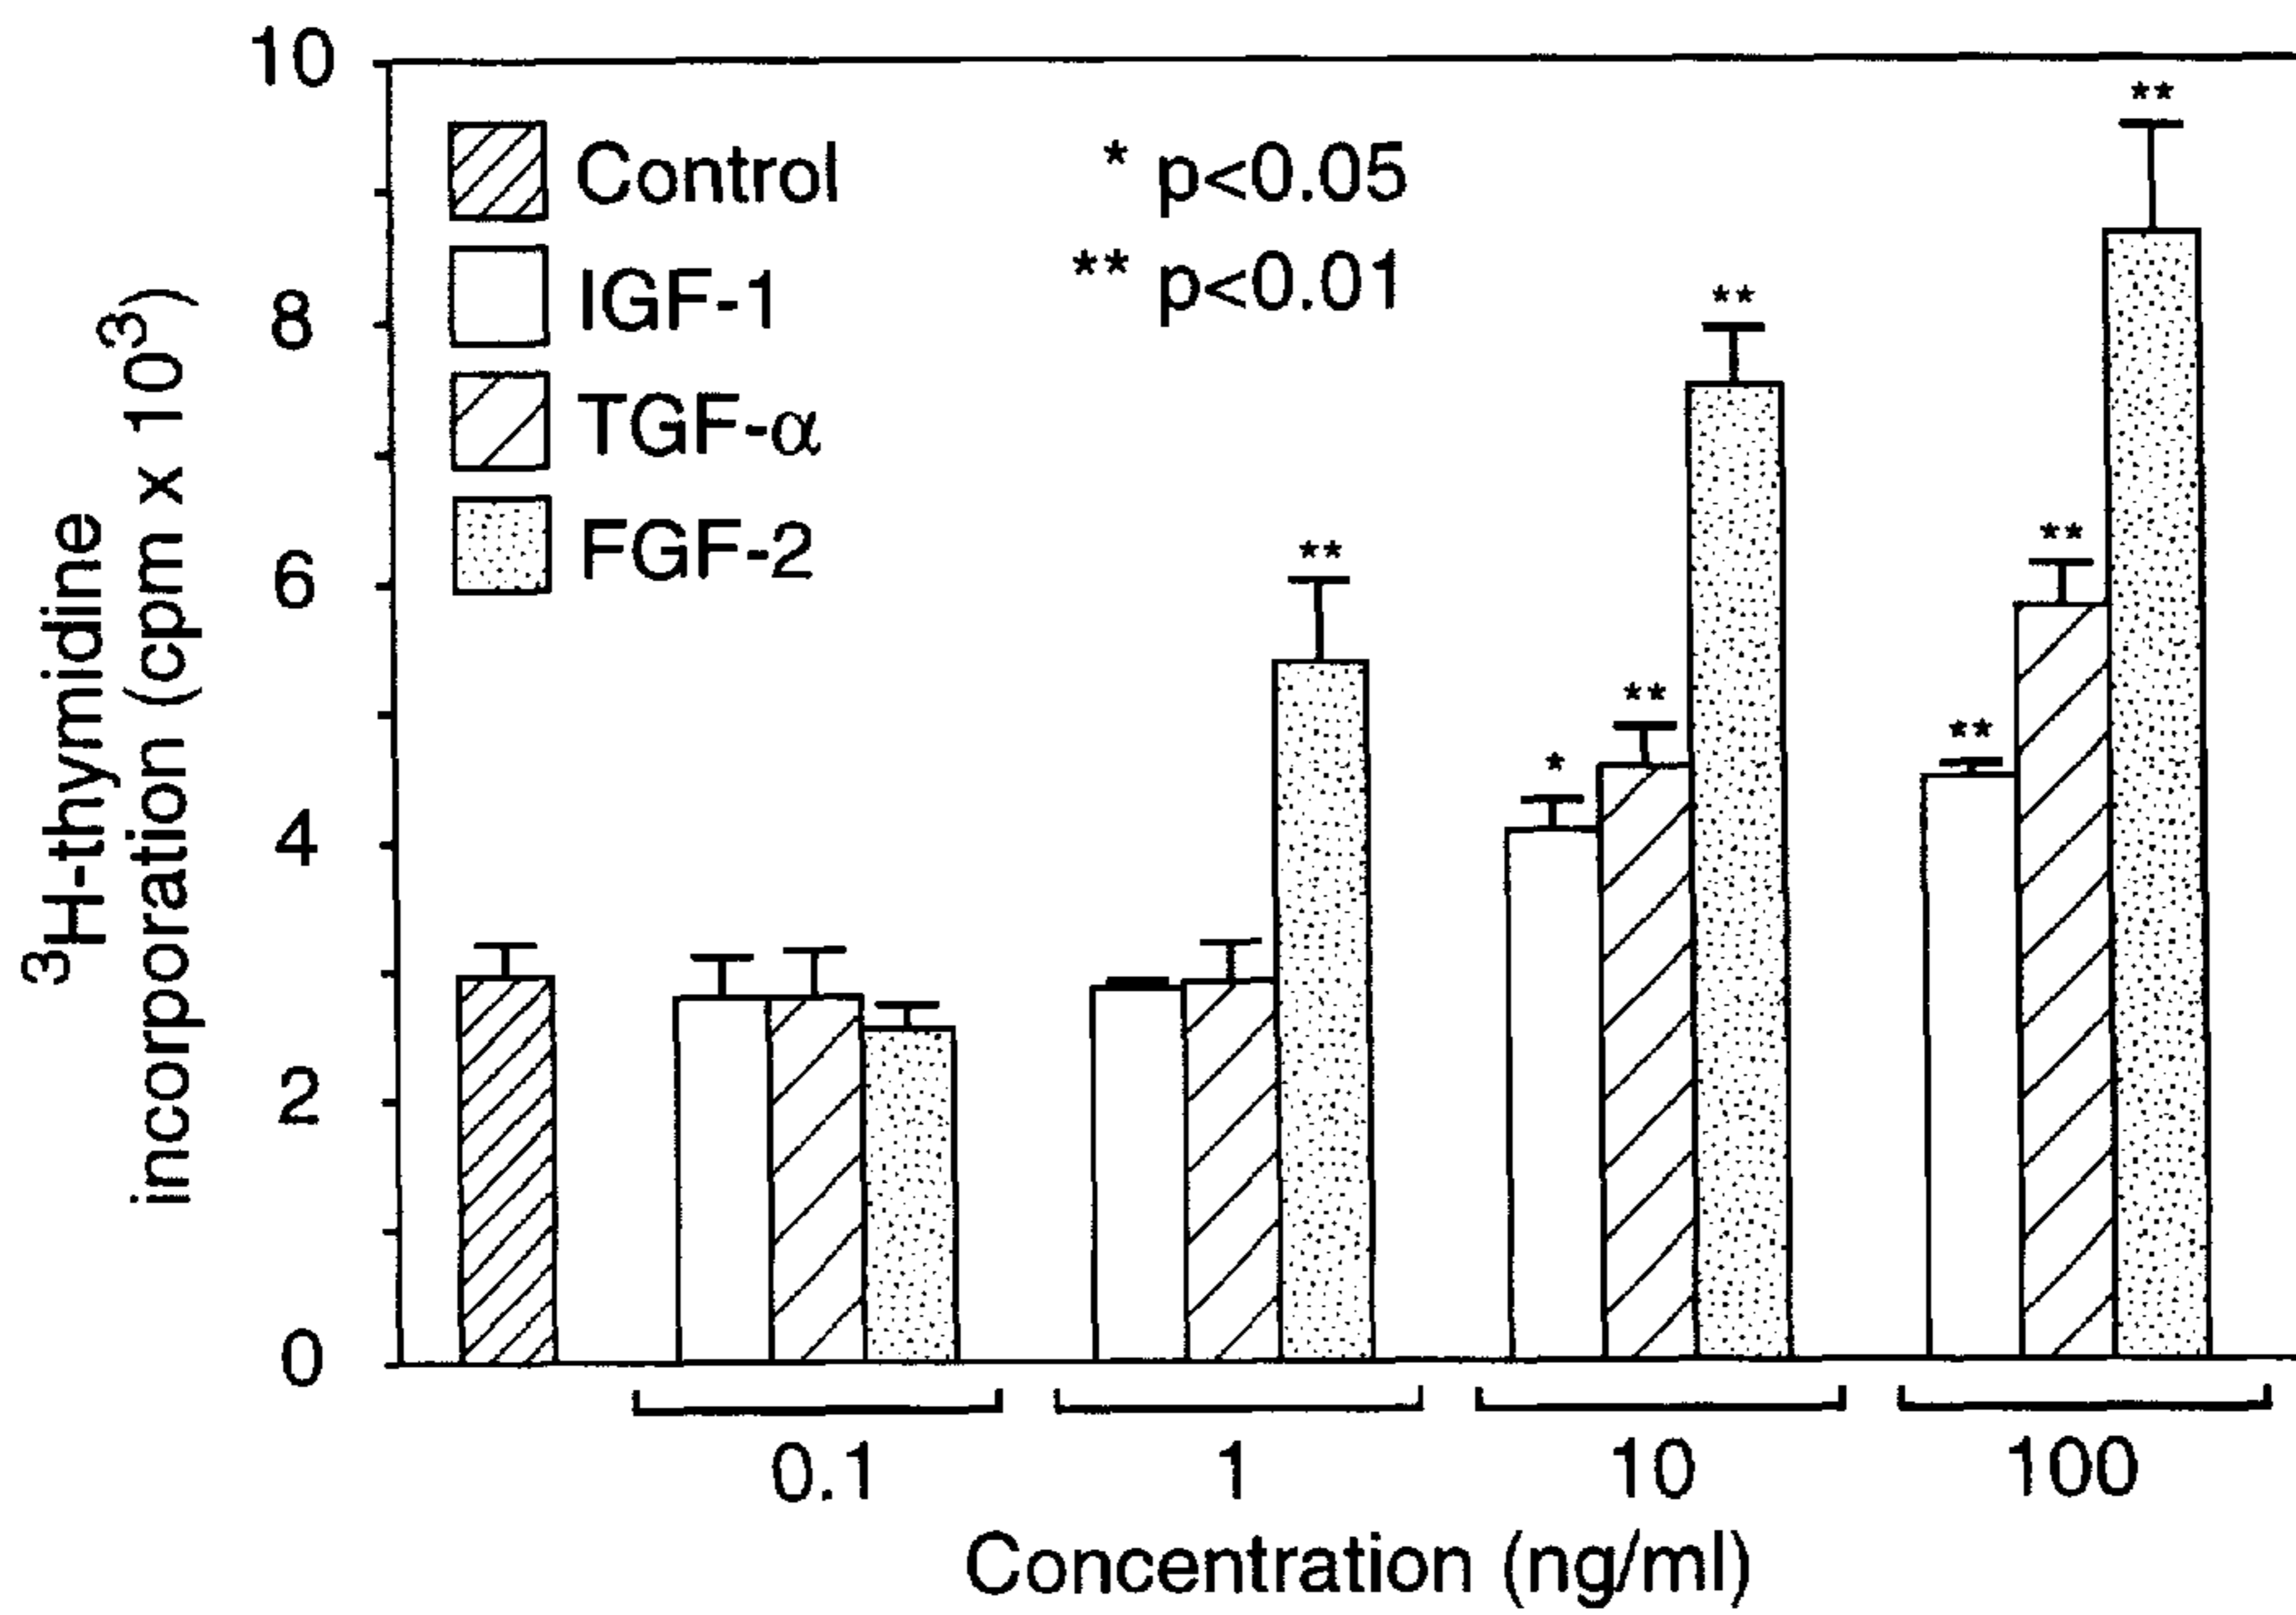 ³H-thymidine
incorporation (cpm x 10³)
10
8
6
4
2
0
Control
IGF-1
TGF-α
FGF-2
* p<0.05
** p<0.01
**
**
*
**
**
**
**
0.1
1
10
100
Concentration (ng/ml)